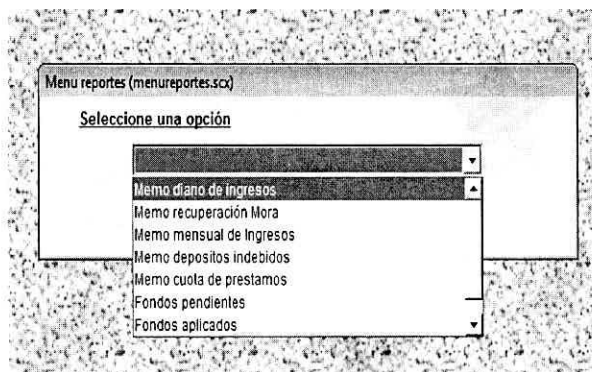 Menu reportes (menureportes.scx)
Seleccione una opción
Memo diano de ingresos
Memo recuperación Mora
Memo mensual de Ingresos
Memo depositos indebidos
Memo cuota de prestamos
Fondos pendientes
Fondos aplicados